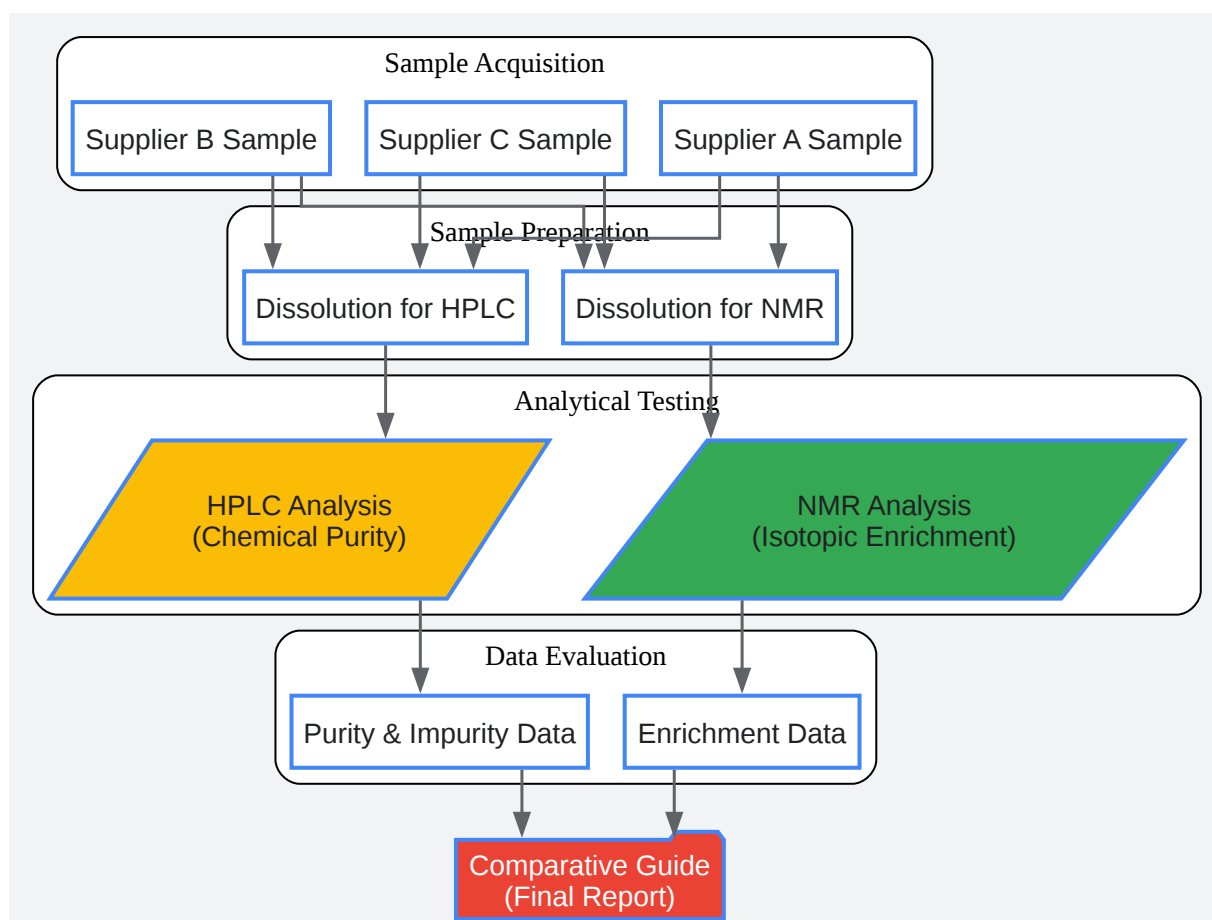 Sample Acquisition
Supplier B Sample
Supplier C Sample
Supplier A Sample
Sample Preparation
Dissolution for HPLC
Dissolution for NMR
Analytical Testing
HPLC Analysis
(Chemical Purity)
NMR Analysis
(Isotopic Enrichment)
Data Evaluation
Purity & Impurity Data
Enrichment Data
Comparative Guide
(Final Report)